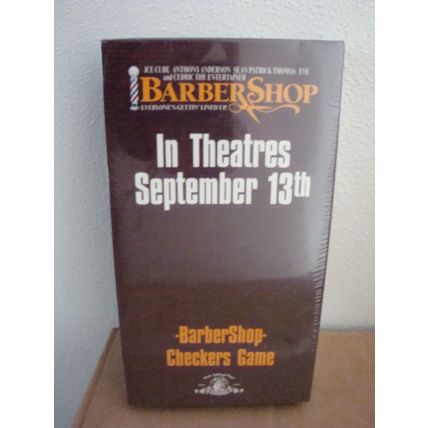 ICE CUBE ANTHONY ANDERSON SEAN PATRICK THOMAS EVE
and CEDRIC THE ENTERTAINER
BARBERSHOP
EVERYONE'S GETTIN' LINED UP.
In Theatres
September 13th
-BarberShop-
Checkers Game